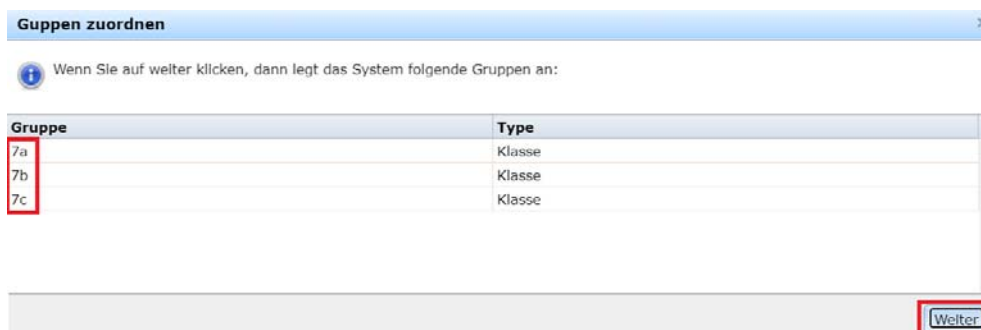 Guppen zuordnen
Wenn Sie auf weiter klicken, dann legt das System folgende Gruppen an:
Gruppe Type
7a Klasse
7b Klasse
7c Klasse
Weiter